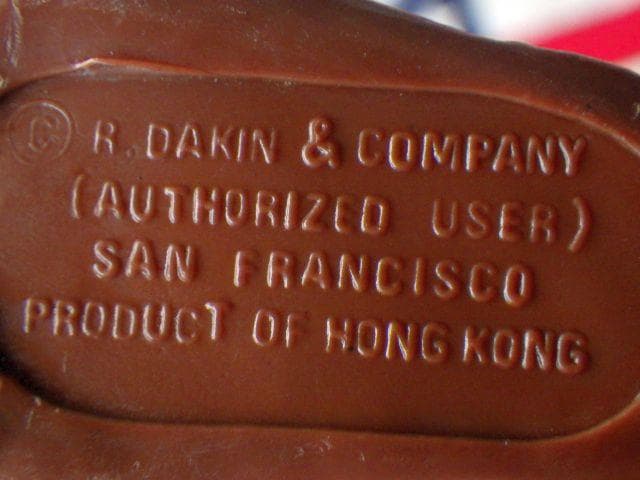 © R. DAKIN & COMPANY
(AUTHORIZED USER)
SAN FRANCISCO
PRODUCT OF HONG KONG